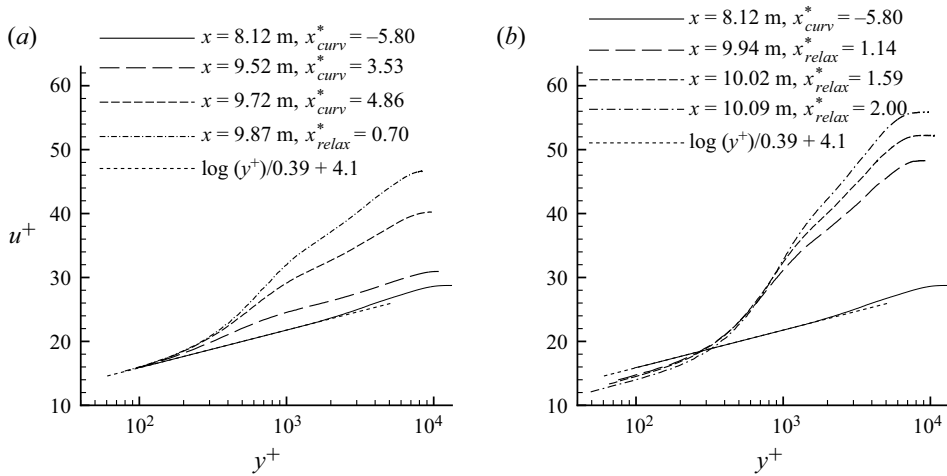 (a)
x = 8.12 m, x*curv = –5.80
x = 9.52 m, x*curv = 3.53
x = 9.72 m, x*curv = 4.86
x = 9.87 m, x*relax = 0.70
log (y+)/0.39 + 4.1
60
50
40
30
20
10
u+
10²
10³
10⁴
y+
(b)
x = 8.12 m, x*curv = –5.80
x = 9.94 m, x*relax = 1.14
x = 10.02 m, x*relax = 1.59
x = 10.09 m, x*relax = 2.00
log (y+)/0.39 + 4.1
60
50
40
30
20
10
10²
10³
10⁴
y+